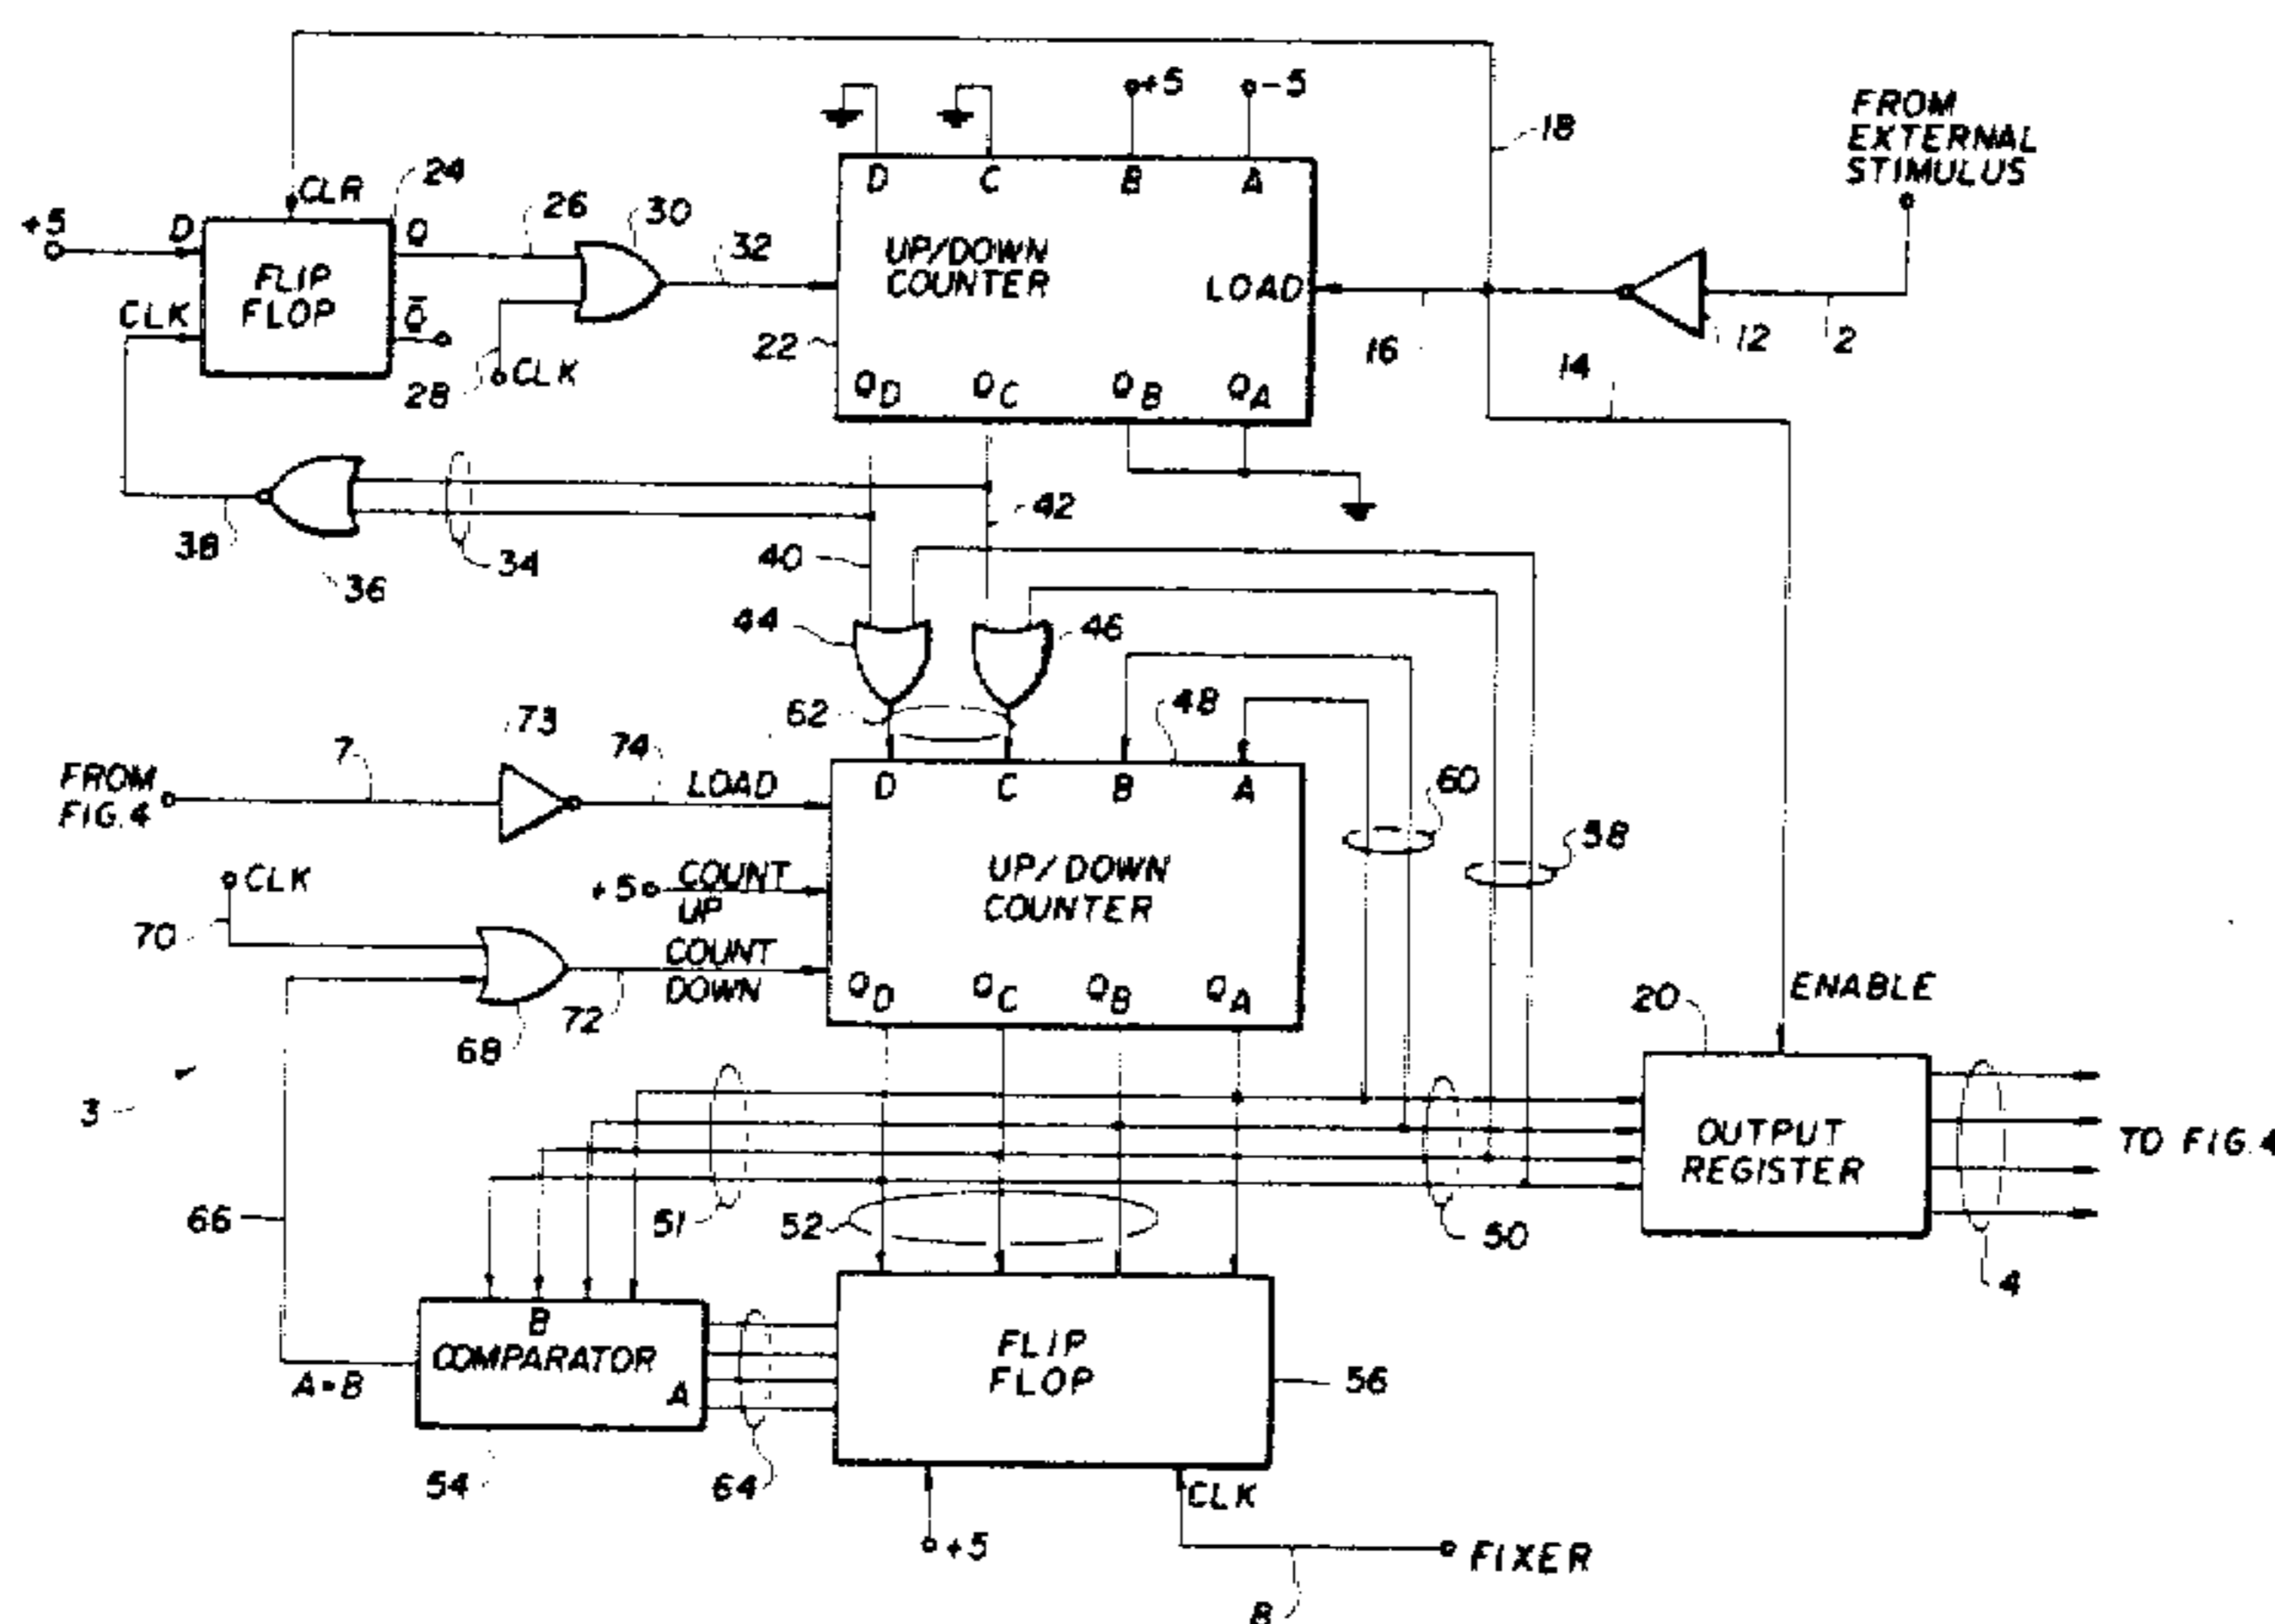 +5
-5
FROM
EXTERNAL
STIMULUS
18
CLR
24
26
30
32
+5
D
Q
FLIP
FLOP
CLK
Q̅
28
CLK
D
C
B
A
UP/DOWN
COUNTER
LOAD
22
QD
QC
QB
QA
16
12
2
14
38
36
34
40
42
44
46
62
48
FROM
FIG.4
7
73
74
LOAD
D
C
B
A
60
58
CLK
+5
COUNT
UP
UP/DOWN
COUNTER
70
COUNT
DOWN
68
72
QD
QC
QB
QA
20
ENABLE
3
OUTPUT
REGISTER
TO FIG.4
66
51
52
50
4
B
COMPARATOR
A
A=B
FLIP
FLOP
56
54
64
+5
CLK
FIXER
8